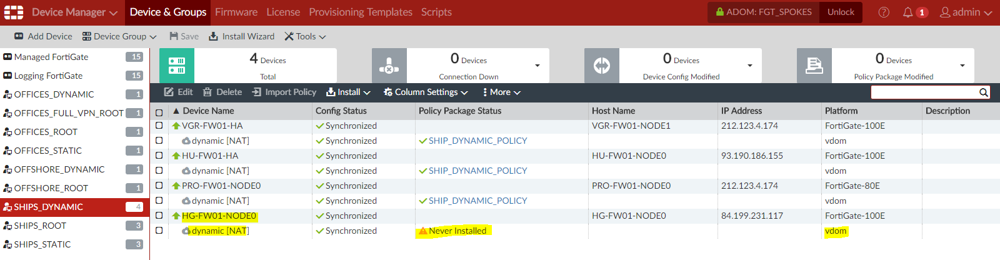 Device Manager Device & Groups Firmware License Provisioning Templates Scripts ADOM: FGT_SPOKES Unlock 1 admin
Add Device Device Group Save Install Wizard Tools
Managed FortiGate 15
Logging FortiGate 15
OFFICES_DYNAMIC 1
OFFICES_FULL_VPN_ROOT 1
OFFICES_ROOT 1
OFFICES_STATIC 1
OFFSHORE_DYNAMIC 1
OFFSHORE_ROOT 1
SHIPS_DYNAMIC 4
SHIPS_ROOT 3
SHIPS_STATIC 3
4 Devices
Total
0 Devices
Connection Down
0 Devices
Device Config Modified
0 Devices
Policy Package Modified
Edit Delete Import Policy Install Column Settings More
Device Name Config Status Policy Package Status Host Name IP Address Platform Description
VGR-FW01-HA Synchronized VGR-FW01-NODE1 212.123.4.174 FortiGate-100E
dynamic [NAT] Synchronized SHIP_DYNAMIC_POLICY vdom
HU-FW01-HA Synchronized HU-FW01-NODE0 93.190.186.155 FortiGate-100E
dynamic [NAT] Synchronized SHIP_DYNAMIC_POLICY vdom
PRO-FW01-NODE0 Synchronized PRO-FW01-NODE0 212.123.4.174 FortiGate-80E
dynamic [NAT] Synchronized SHIP_DYNAMIC_POLICY vdom
HG-FW01-NODE0 Synchronized HG-FW01-NODE0 84.199.231.117 FortiGate-100E
dynamic [NAT] Synchronized Never Installed vdom